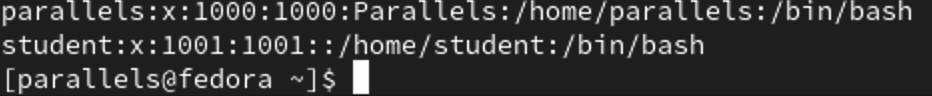 parallels:x:1000:1000:Parallels:/home/parallels:/bin/bash
student:x:1001:1001::/home/student:/bin/bash
[parallels@fedora ~]$